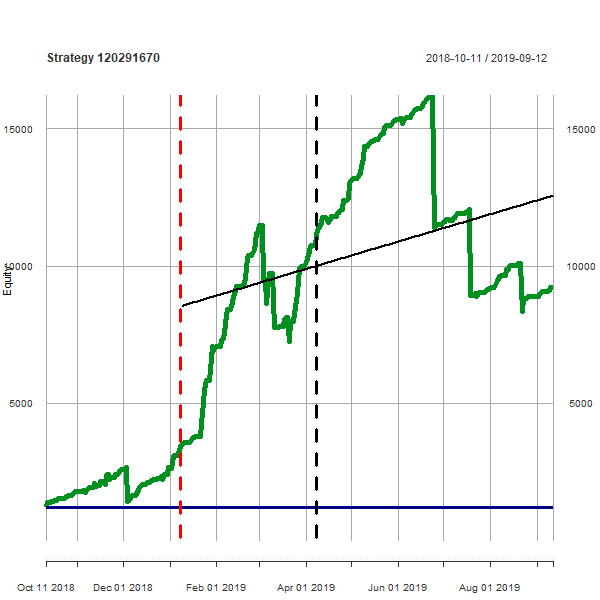 Strategy 120291670
2018-10-11 / 2019-09-12
15000
15000
Equity
10000
10000
5000
5000
Oct 11 2018
Dec 01 2018
Feb 01 2019
Apr 01 2019
Jun 01 2019
Aug 01 2019